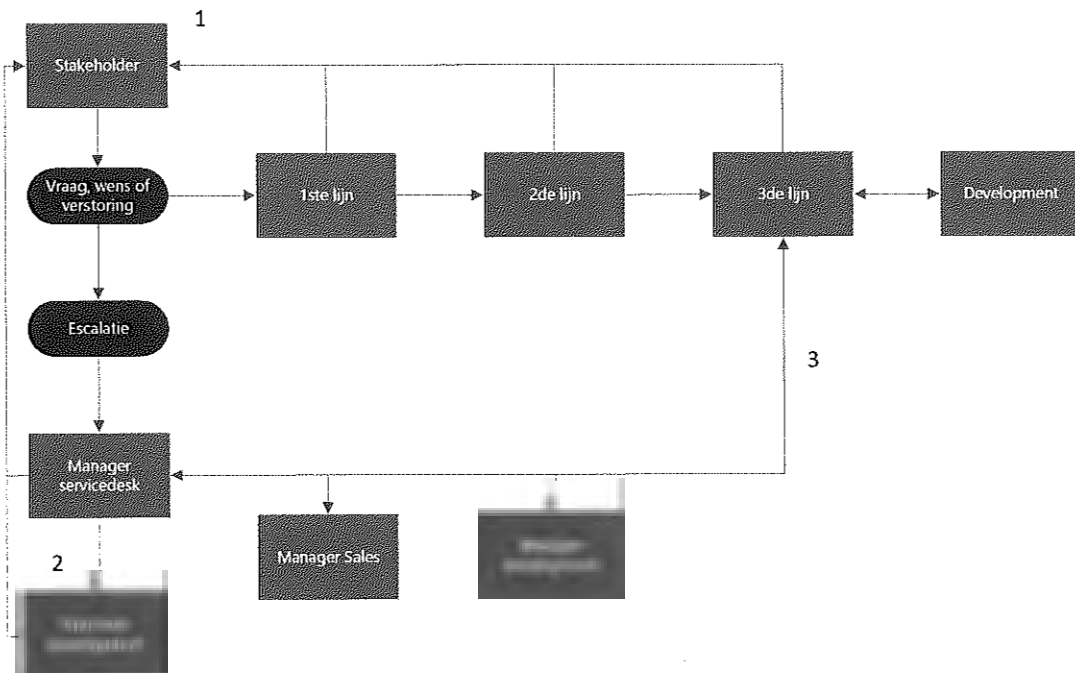 1
Stakeholder
Vraag, wens of
verstoring
1ste lijn
2de lijn
3de lijn
Development
Escalatie
3
Manager
servicedesk
Manager Sales
2